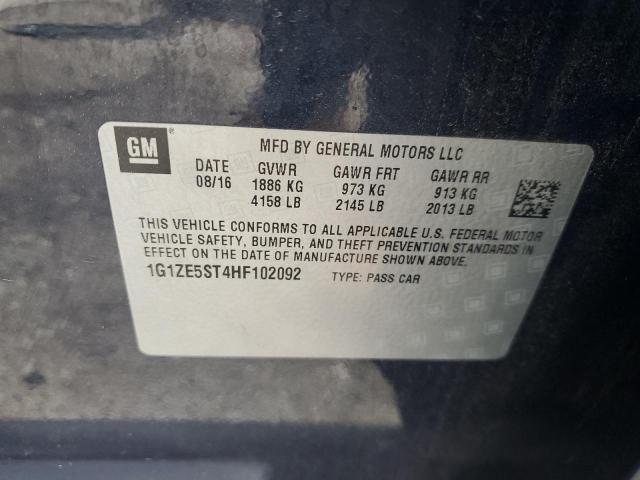 GM®
MFD BY GENERAL MOTORS LLC
DATE GVWR GAWR FRT GAWR RR
08/16 1886 KG 973 KG 913 KG
4158 LB 2145 LB 2013 LB
THIS VEHICLE CONFORMS TO ALL APPLICABLE U.S. FEDERAL MOTOR
VEHICLE SAFETY, BUMPER, AND THEFT PREVENTION STANDARDS IN
EFFECT ON THE DATE OF MANUFACTURE SHOWN ABOVE.
1G1ZE5ST4HF102092 TYPE: PASS CAR